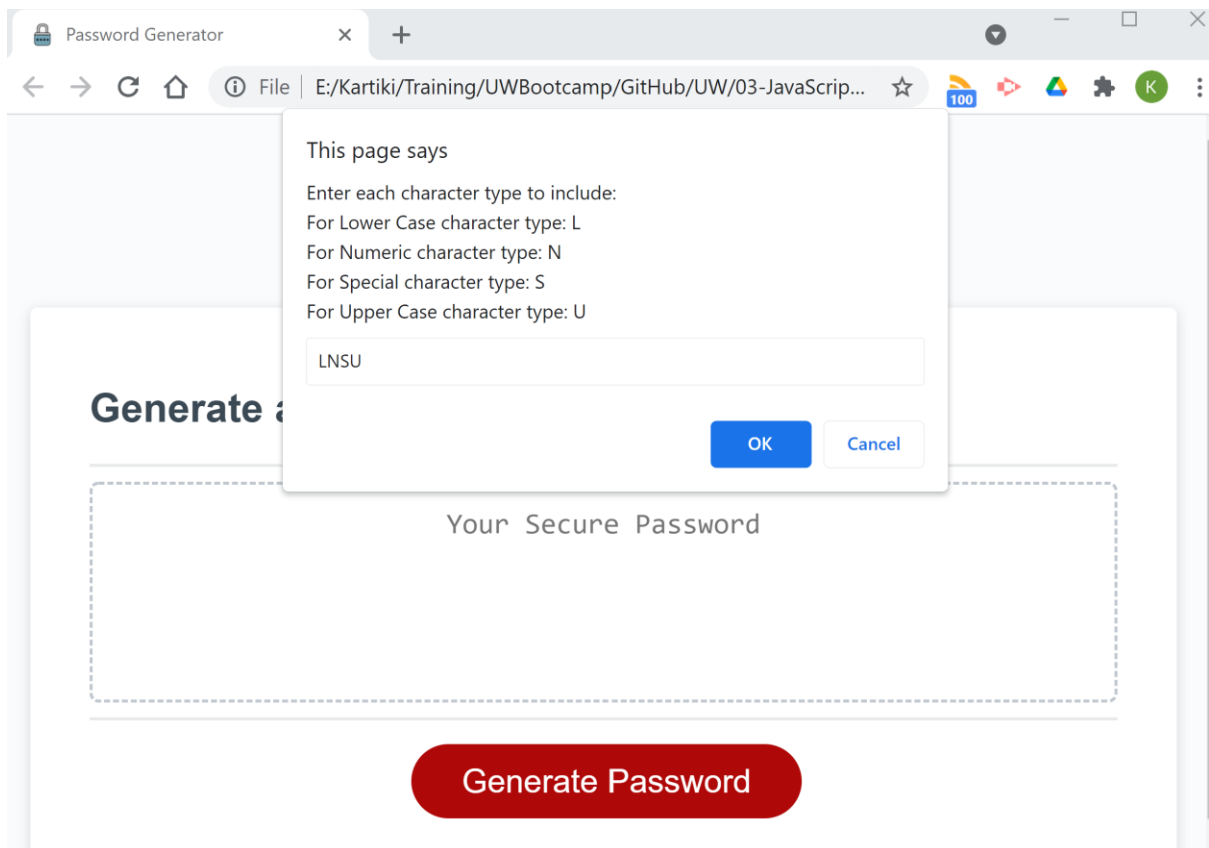 Password Generator
File
E:/Kartiki/Training/UWBootcamp/GitHub/UW/03-JavaScrip...
100
K
This page says
Enter each character type to include:
For Lower Case character type: L
For Numeric character type: N
For Special character type: S
For Upper Case character type: U
LNSU
OK
Cancel
Generate a
Your Secure Password
Generate Password